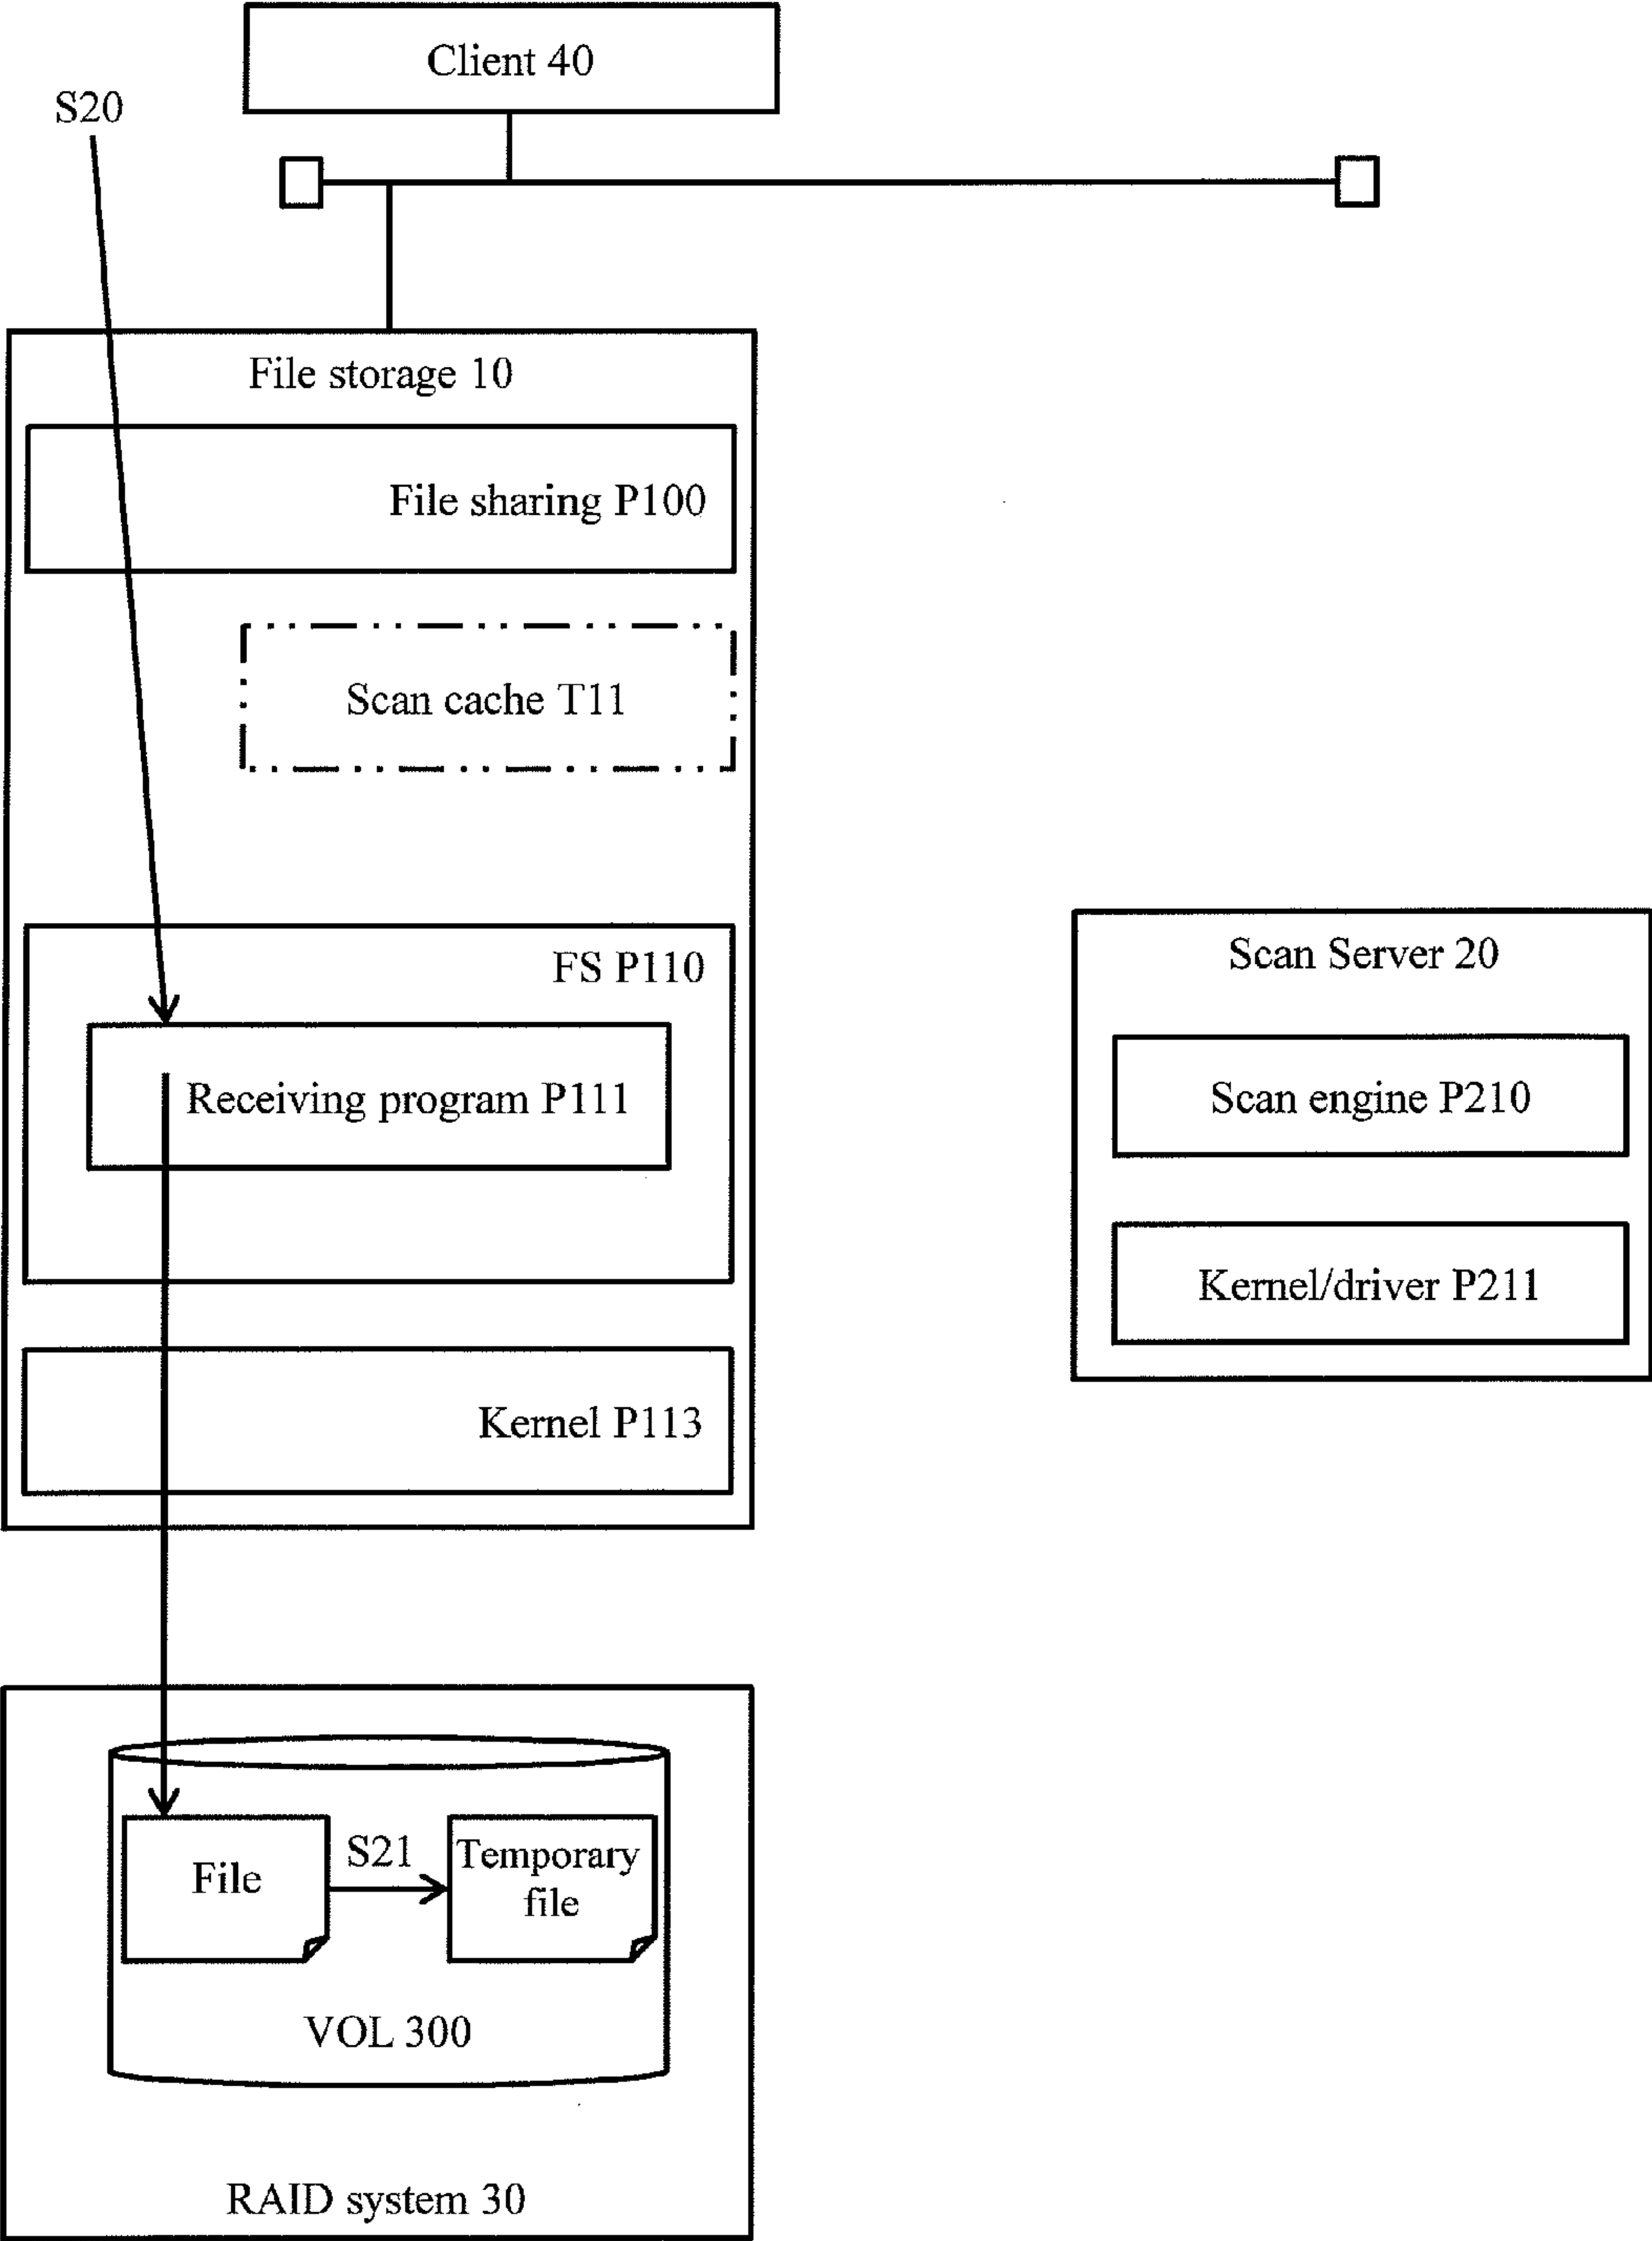 Client 40
S20
File storage 10
File sharing P100
Scan cache T11
FS P110
Receiving program P111
Kernel P113
Scan Server 20
Scan engine P210
Kernel/driver P211
File
S21
Temporary
file
VOL 300
RAID system 30